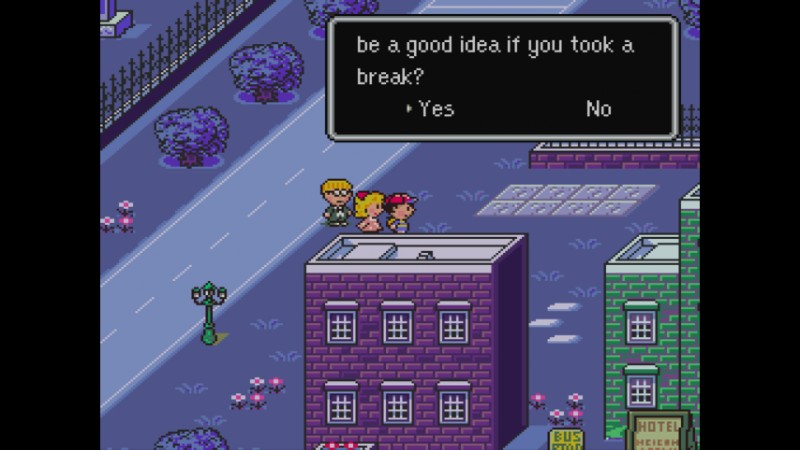 be a good idea if you took a
break?
Yes No
HOTEL
BUS
STOP